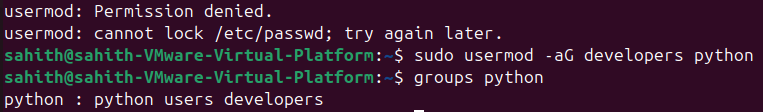 usermod: Permission denied.
usermod: cannot lock /etc/passwd; try again later.
sahith@sahith-VMware-Virtual-Platform:~$ sudo usermod -aG developers python
sahith@sahith-VMware-Virtual-Platform:~$ groups python
python : python users developers